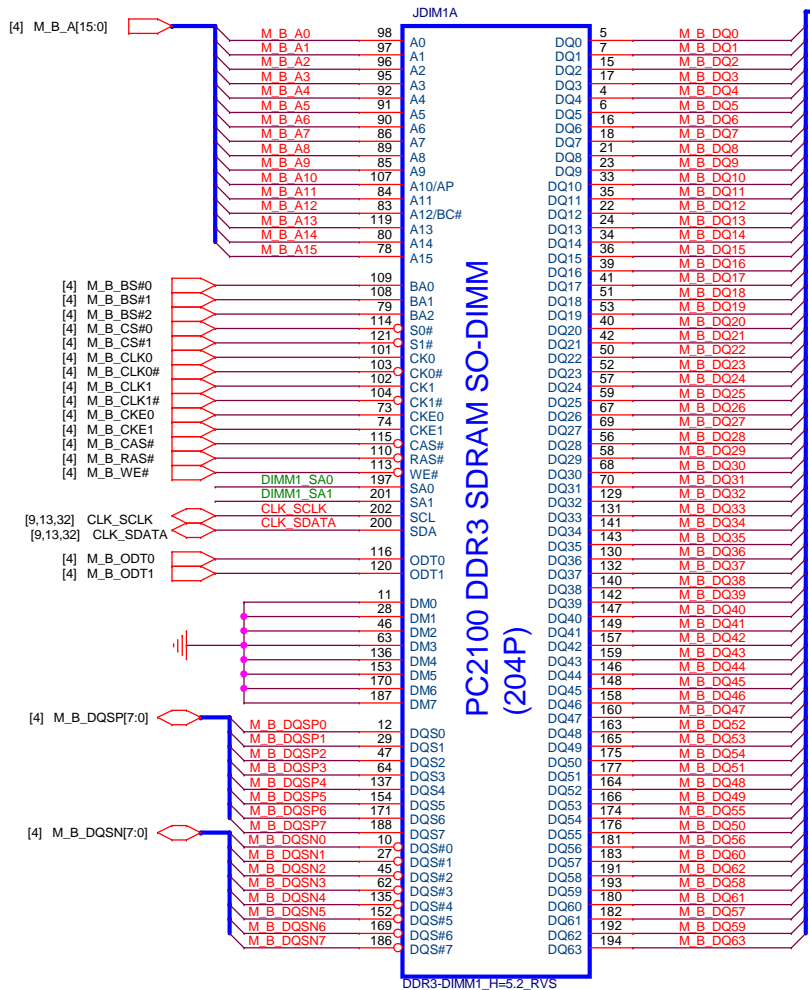 JDIM1A
[4] M_B_A[15:0]
M_B_A0 98 A0 DQ0 5 M_B_DQ0
M_B_A1 97 A1 DQ1 7 M_B_DQ1
M_B_A2 96 A2 DQ2 15 M_B_DQ2
M_B_A3 95 A3 DQ3 17 M_B_DQ3
M_B_A4 92 A4 DQ4 4 M_B_DQ4
M_B_A5 91 A5 DQ5 6 M_B_DQ5
M_B_A6 90 A6 DQ6 16 M_B_DQ6
M_B_A7 86 A7 DQ7 18 M_B_DQ7
M_B_A8 89 A8 DQ8 21 M_B_DQ8
M_B_A9 85 A9 DQ9 23 M_B_DQ9
M_B_A10 107 A10/AP DQ10 33 M_B_DQ10
M_B_A11 84 A11 DQ11 35 M_B_DQ11
M_B_A12 83 A12/BC# DQ12 22 M_B_DQ12
M_B_A13 119 A13 DQ13 24 M_B_DQ13
M_B_A14 80 A14 DQ14 34 M_B_DQ14
M_B_A15 78 A15 DQ15 36 M_B_DQ15
DQ16 39 M_B_DQ16
[4] M_B_BS#0 109 BA0 DQ17 41 M_B_DQ17
[4] M_B_BS#1 108 BA1 DQ18 51 M_B_DQ18
[4] M_B_BS#2 79 BA2 DQ19 53 M_B_DQ19
[4] M_B_CS#0 114 S0# DQ20 40 M_B_DQ20
[4] M_B_CS#1 121 S1# DQ21 42 M_B_DQ21
[4] M_B_CLK0 101 CK0 DQ22 50 M_B_DQ22
[4] M_B_CLK0# 103 CK0# DQ23 52 M_B_DQ23
[4] M_B_CLK1 102 CK1 DQ24 57 M_B_DQ24
[4] M_B_CLK1# 104 CK1# DQ25 59 M_B_DQ25
[4] M_B_CKE0 73 CKE0 DQ26 67 M_B_DQ26
[4] M_B_CKE1 74 CKE1 DQ27 69 M_B_DQ27
[4] M_B_CAS# 115 CAS# DQ28 56 M_B_DQ28
[4] M_B_RAS# 110 RAS# DQ29 58 M_B_DQ29
[4] M_B_WE# 113 WE# DQ30 68 M_B_DQ30
DIMM1_SA0 197 SA0 DQ31 70 M_B_DQ31
DIMM1_SA1 201 SA1 DQ32 129 M_B_DQ32
[9,13,32] CLK_SCLK CLK_SCLK 202 SCL DQ33 131 M_B_DQ33
[9,13,32] CLK_SDATA CLK_SDATA 200 SDA DQ34 141 M_B_DQ34
DQ35 143 M_B_DQ35
[4] M_B_ODT0 116 ODT0 DQ36 130 M_B_DQ36
[4] M_B_ODT1 120 ODT1 DQ37 132 M_B_DQ37
DQ38 140 M_B_DQ38
11 DM0 DQ39 142 M_B_DQ39
28 DM1 DQ40 147 M_B_DQ40
46 DM2 DQ41 149 M_B_DQ41
63 DM3 DQ42 157 M_B_DQ42
136 DM4 DQ43 159 M_B_DQ43
153 DM5 DQ44 146 M_B_DQ44
170 DM6 DQ45 148 M_B_DQ45
187 DM7 DQ46 158 M_B_DQ46
DQ47 160 M_B_DQ47
[4] M_B_DQSP[7:0]
M_B_DQSP0 12 DQS0 DQ48 163 M_B_DQ52
M_B_DQSP1 29 DQS1 DQ49 165 M_B_DQ53
M_B_DQSP2 47 DQS2 DQ50 175 M_B_DQ54
M_B_DQSP3 64 DQS3 DQ51 177 M_B_DQ51
M_B_DQSP4 137 DQS4 DQ52 164 M_B_DQ48
M_B_DQSP5 154 DQS5 DQ53 166 M_B_DQ49
M_B_DQSP6 171 DQS6 DQ54 174 M_B_DQ55
M_B_DQSP7 188 DQS7 DQ55 176 M_B_DQ50
[4] M_B_DQSN[7:0]
M_B_DQSN0 10 DQS#0 DQ56 181 M_B_DQ56
M_B_DQSN1 27 DQS#1 DQ57 183 M_B_DQ60
M_B_DQSN2 45 DQS#2 DQ58 191 M_B_DQ62
M_B_DQSN3 62 DQS#3 DQ59 193 M_B_DQ58
M_B_DQSN4 135 DQS#4 DQ60 180 M_B_DQ61
M_B_DQSN5 152 DQS#5 DQ61 182 M_B_DQ57
M_B_DQSN6 169 DQS#6 DQ62 192 M_B_DQ59
M_B_DQSN7 186 DQS#7 DQ63 194 M_B_DQ63
PC2100 DDR3 SDRAM SO-DIMM
(204P)
DDR3-DIMM1_H=5.2_RVS